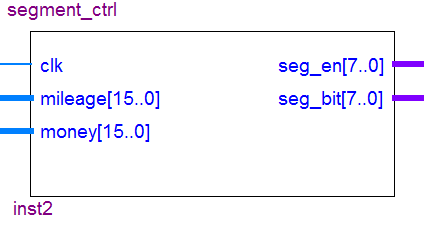 segment_ctrl
clk seg_en[7..0]
mileage[15..0] seg_bit[7..0]
money[15..0]
inst2